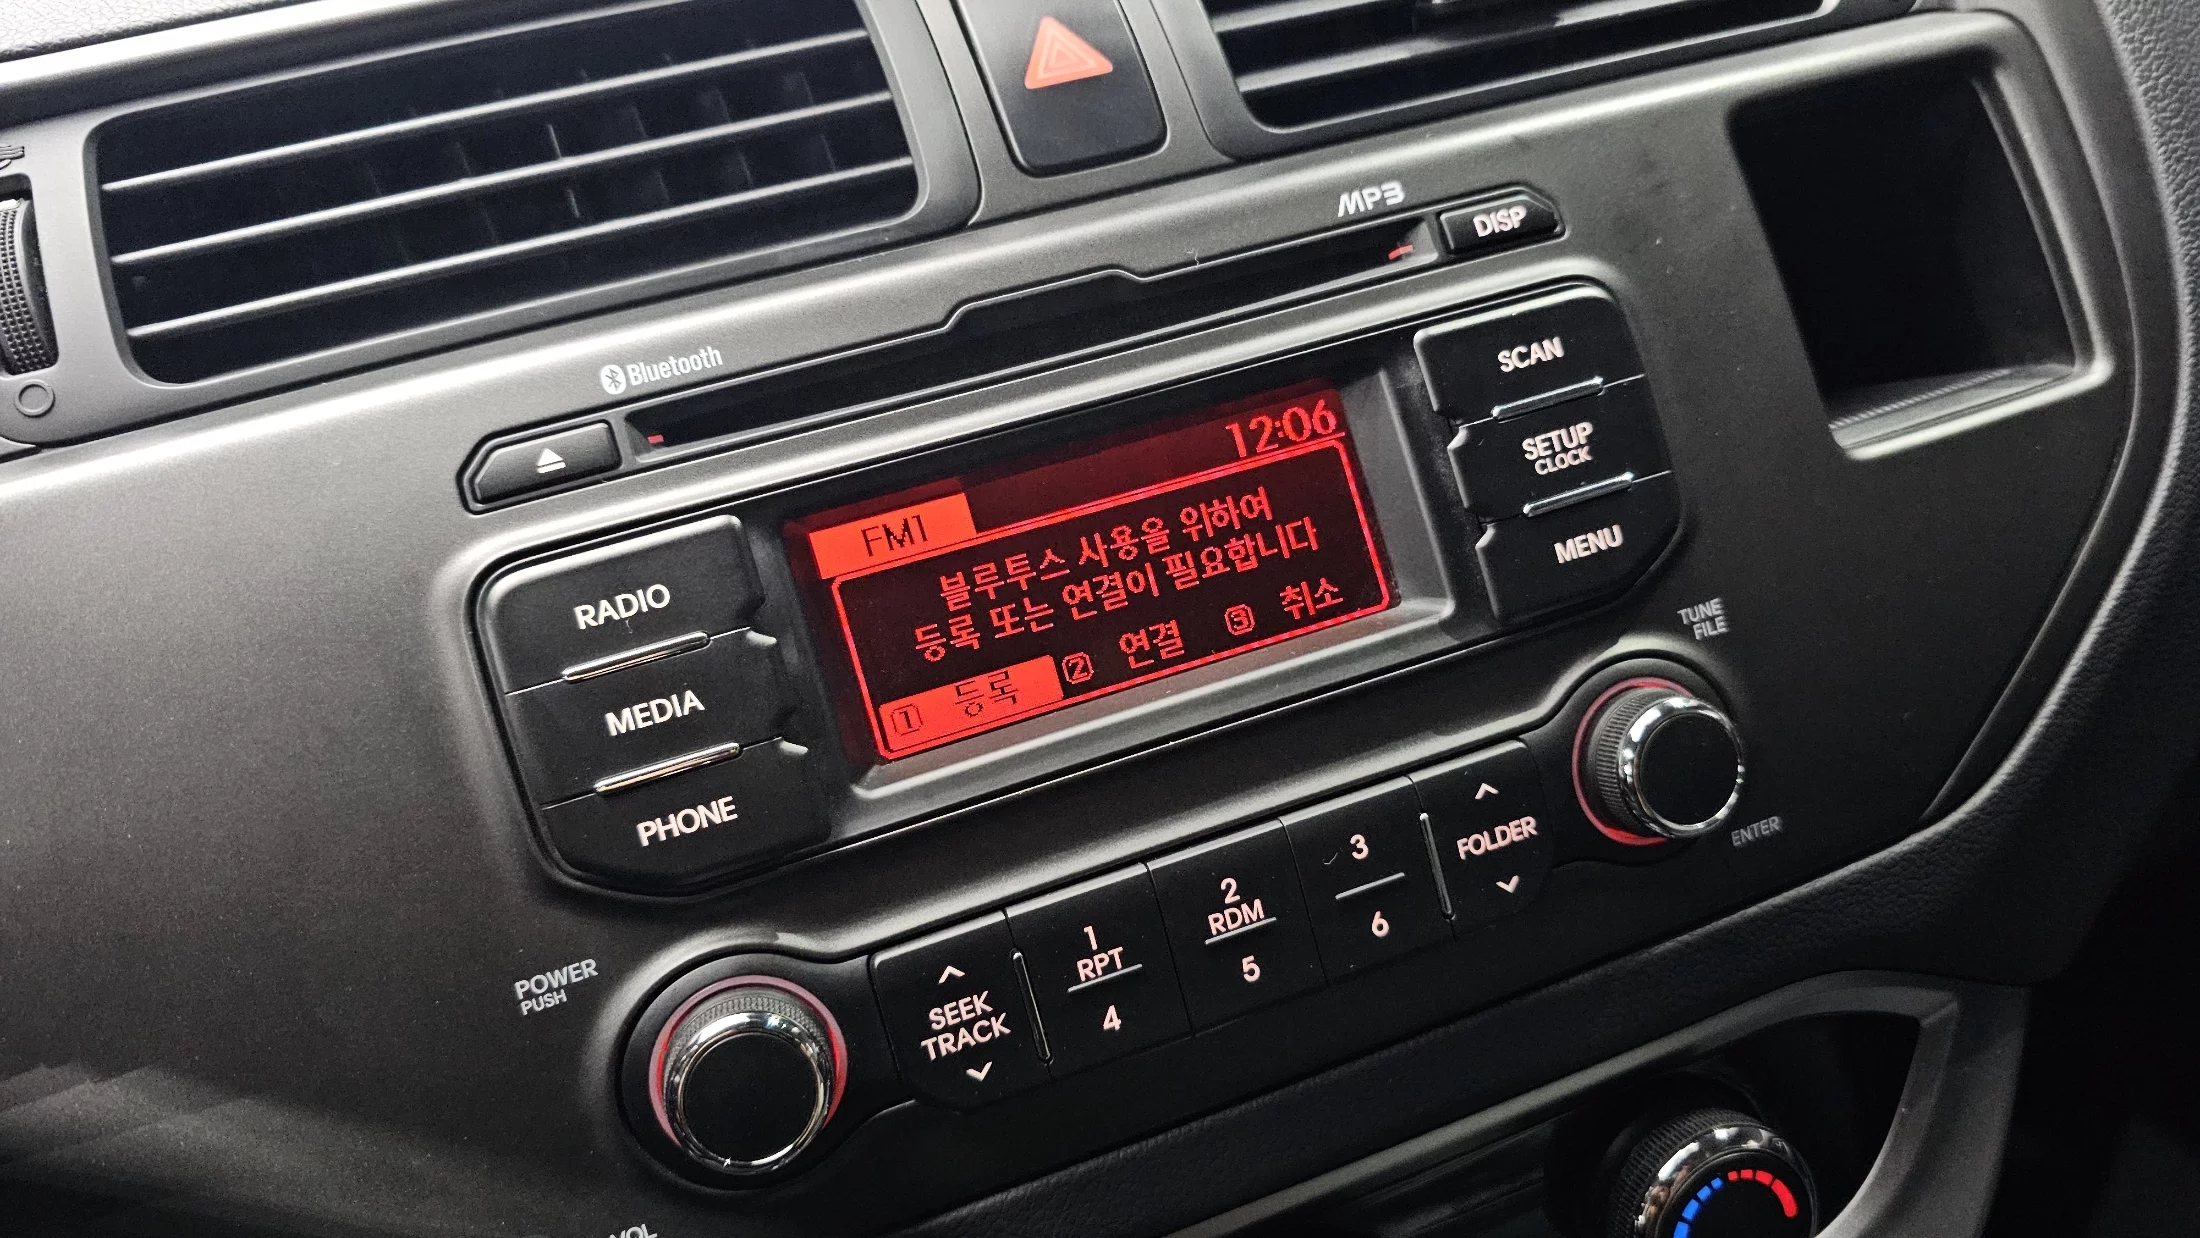 MP3
DISP
Bluetooth
SCAN
12:06
SETUP
CLOCK
FM1
블루투스 사용을 위하여
등록 또는 연결이 필요합니다
1 등록 2 연결 3 취소
MENU
RADIO
MEDIA
PHONE
TUNE
FILE
ENTER
POWER
PUSH
SEEK
TRACK
1
RPT
4
2
RDM
5
3
6
FOLDER
VOL